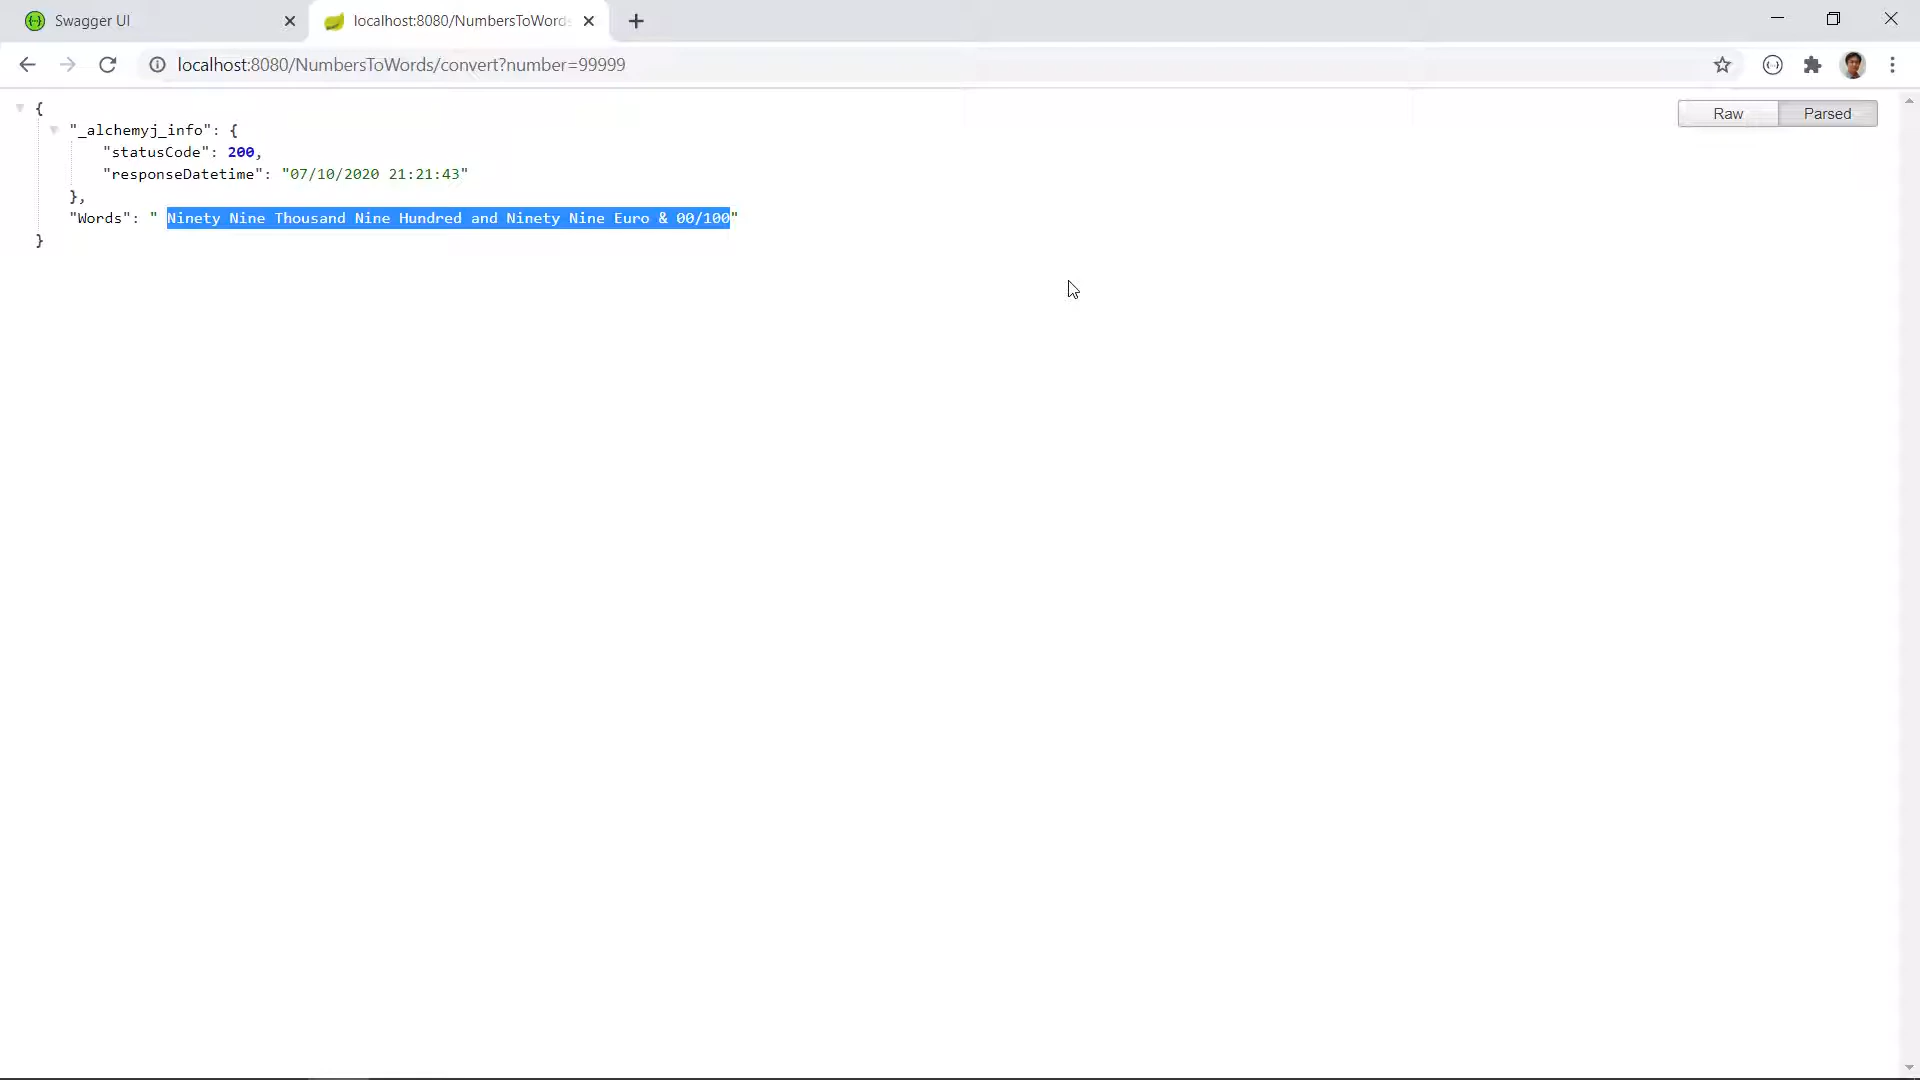 Swagger UI
localhost:8080/NumbersToWords
localhost:8080/NumbersToWords/convert?number=99999
Raw
Parsed
{
"_alchemyj_info": {
"statusCode": 200,
"responseDatetime": "07/10/2020 21:21:43"
},
"Words": " Ninety Nine Thousand Nine Hundred and Ninety Nine Euro & 00/100"
}